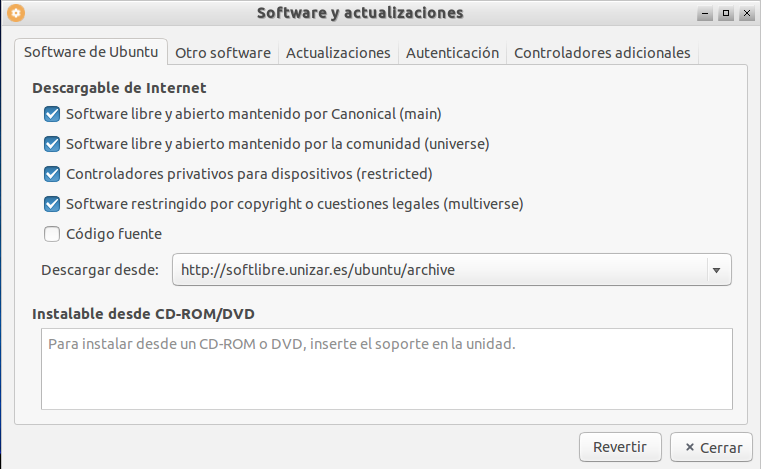 Software y actualizaciones
Software de Ubuntu
Otro software
Actualizaciones
Autenticación
Controladores adicionales
Descargable de Internet
Software libre y abierto mantenido por Canonical (main)
Software libre y abierto mantenido por la comunidad (universe)
Controladores privativos para dispositivos (restricted)
Software restringido por copyright o cuestiones legales (multiverse)
Código fuente
Descargar desde: http://softlibre.unizar.es/ubuntu/archive
Instalable desde CD-ROM/DVD
Para instalar desde un CD-ROM o DVD, inserte el soporte en la unidad.
Revertir
Cerrar